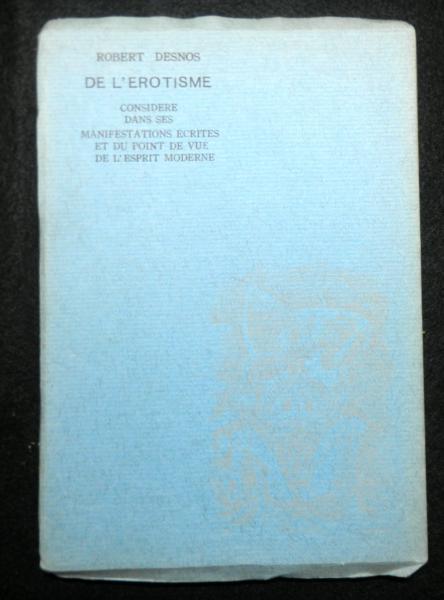 ROBERT DESNOS
DE L'EROTISME
CONSIDERE
DANS SES
MANIFESTATIONS ECRITES
ET DU POINT DE VUE
DE L'ESPRIT MODERNE